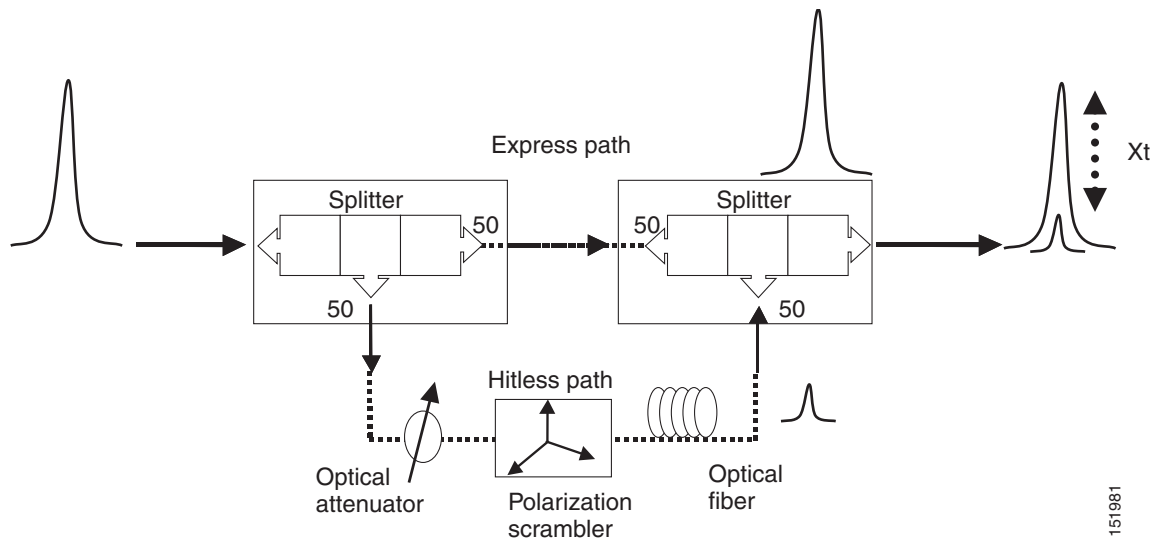 Express path
Xt
Splitter
50
50
Splitter
50
50
Hitless path
Optical
attenuator
Polarization
scrambler
Optical
fiber
151981